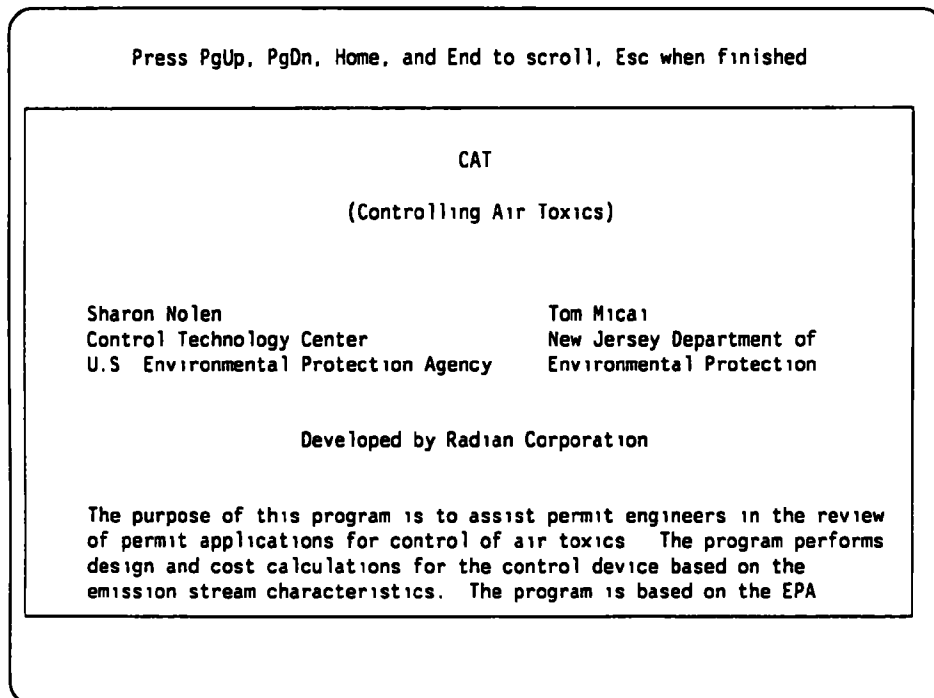 Press PgUp, PgDn, Home, and End to scroll, Esc when finished
CAT
(Controlling Air Toxics)
Sharon Nolen
Control Technology Center
U.S Environmental Protection Agency
Tom Micai
New Jersey Department of
Environmental Protection
Developed by Radian Corporation
The purpose of this program is to assist permit engineers in the review
of permit applications for control of air toxics The program performs
design and cost calculations for the control device based on the
emission stream characteristics. The program is based on the EPA